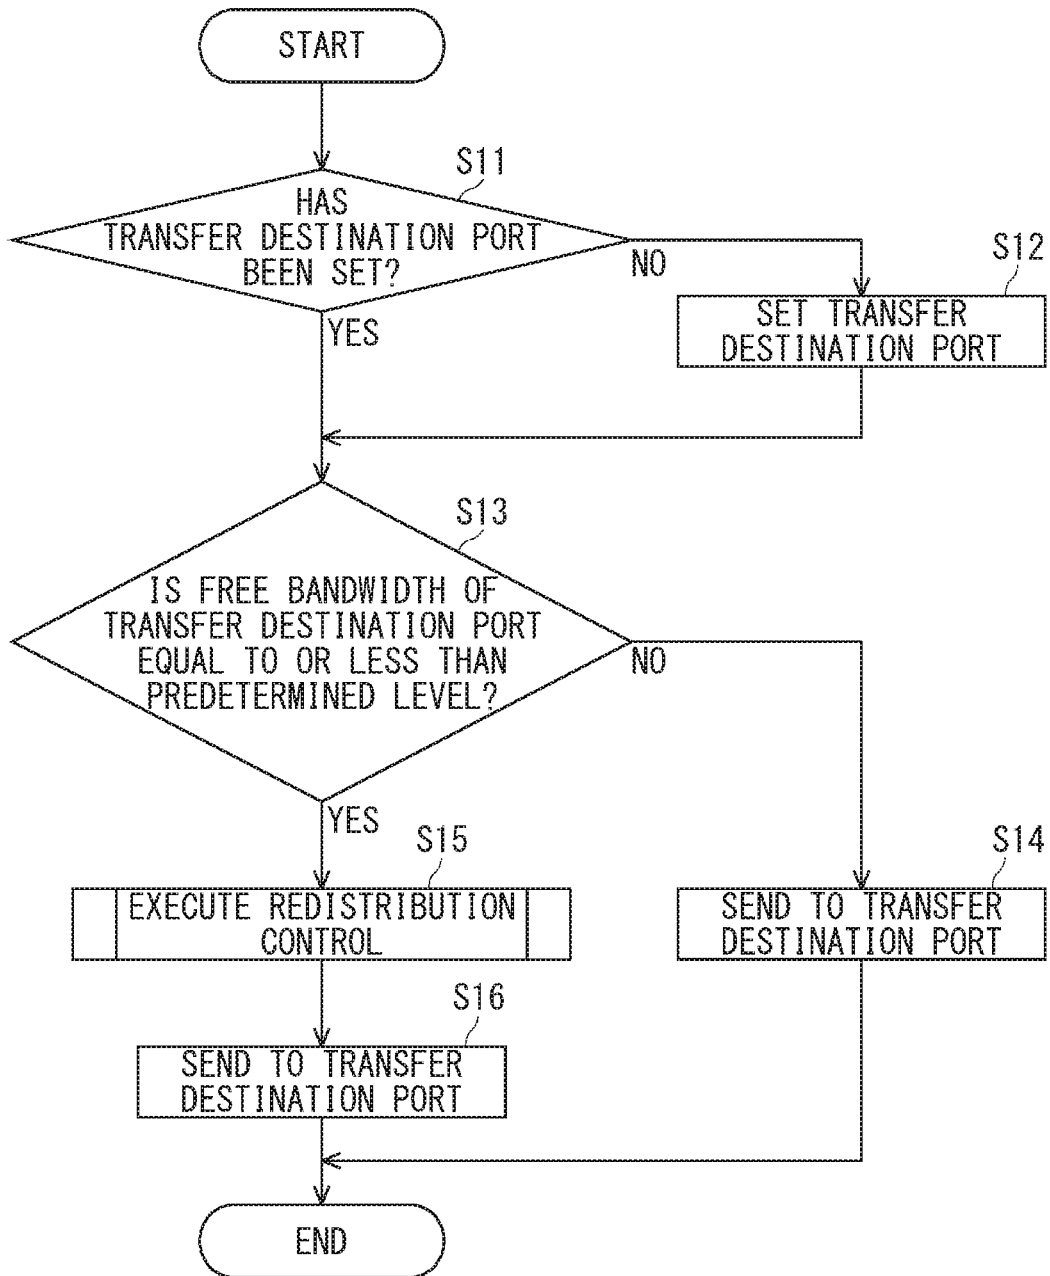 START
S11
HAS
TRANSFER DESTINATION PORT
BEEN SET?
NO
S12
SET TRANSFER
DESTINATION PORT
YES
S13
IS FREE BANDWIDTH OF
TRANSFER DESTINATION PORT
EQUAL TO OR LESS THAN
PREDETERMINED LEVEL?
NO
YES
S15
EXECUTE REDISTRIBUTION
CONTROL
S14
SEND TO TRANSFER
DESTINATION PORT
S16
SEND TO TRANSFER
DESTINATION PORT
END